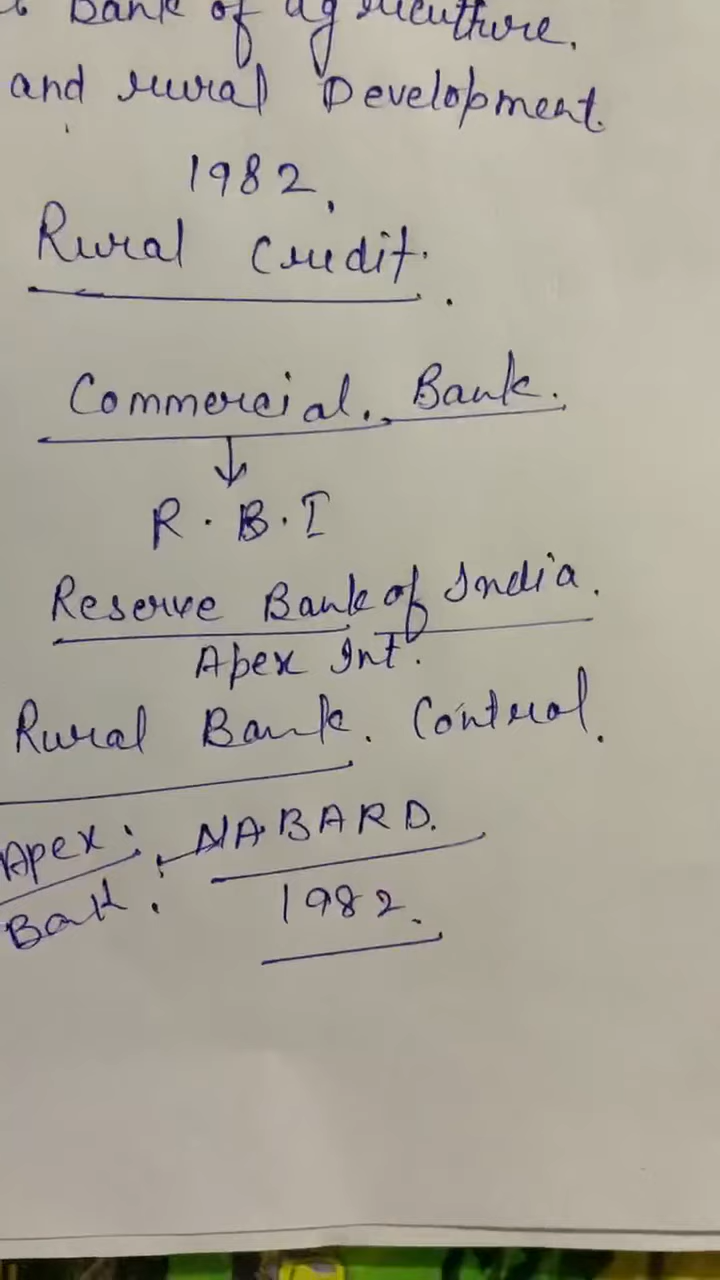 Bank of agriculture.
and rural Development.
1982.
Rural Credit.
Commercial. Bank.
↓
R.B.I
Reserve Bank of India.
Apex Int.
Rural Bank. Control.
Apex: NABARD.
Bank. 1982.